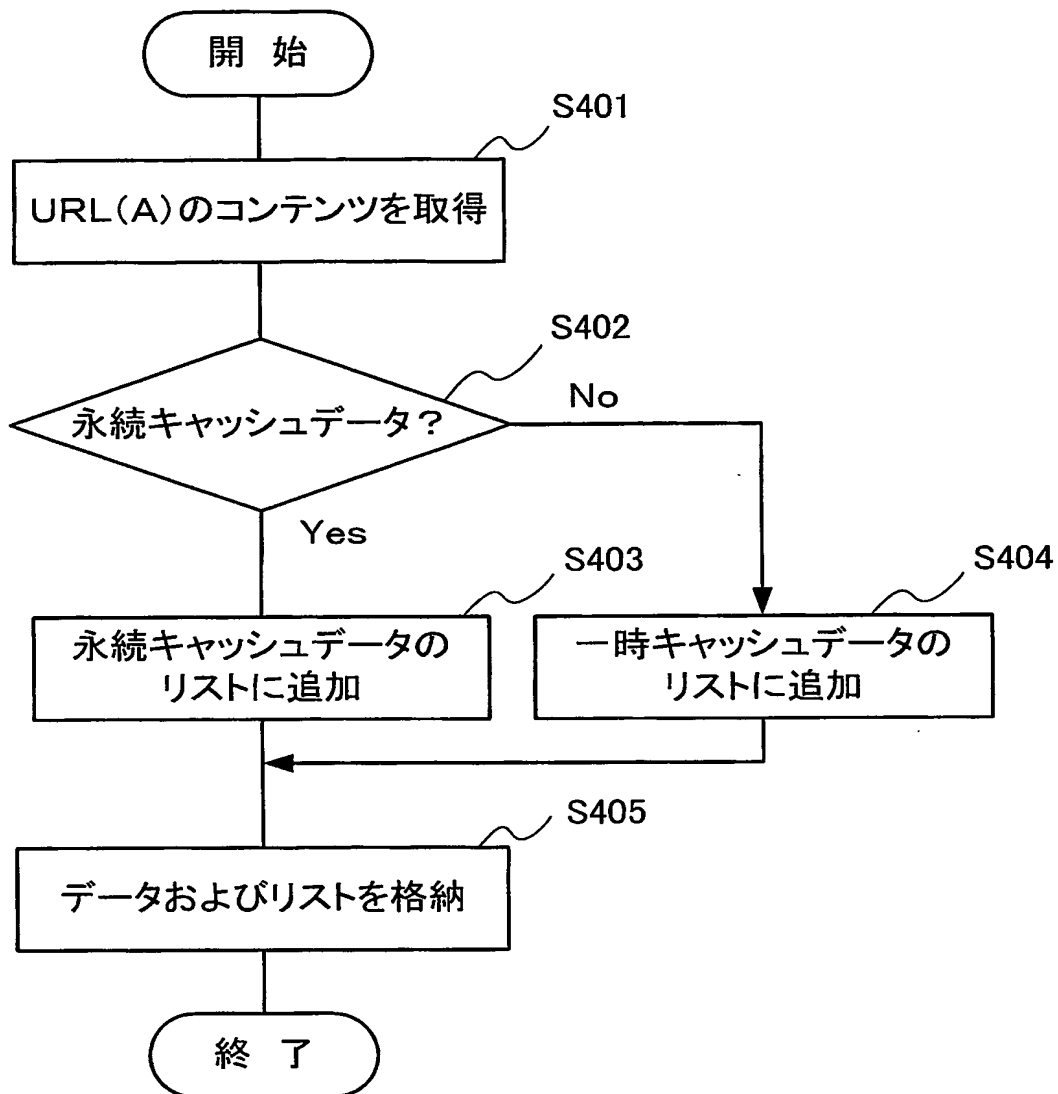 開 始
S401
URL(A)のコンテンツを取得
S402
永続キャッシュデータ?
No
Yes
S403
永続キャッシュデータの
リストに追加
S404
一時キャッシュデータの
リストに追加
S405
データおよびリストを格納
終 了